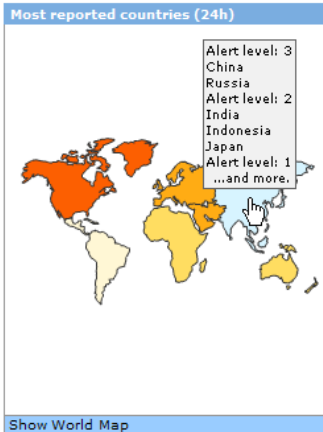 Most reported countries (24h)
Alert level: 3
China
Russia
Alert level: 2
India
Indonesia
Japan
Alert level: 1
...and more.
Show World Map